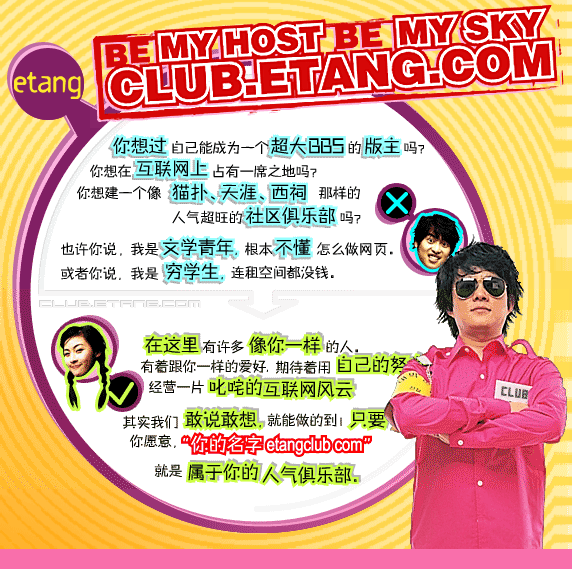 BE MY HOST BE MY SKY
etang
CLUB.ETANG.COM
你想过自己能成为一个超大BBS的版主吗?
你想在互联网上占有一席之地吗?
你想建一个像 猫扑、天涯、西祠 那样的
人气超旺的社区俱乐部吗?
也许你说,我是文学青年,根本不懂怎么做网页。
或者你说,我是穷学生,连租空间都没钱。
CLUB.ETANG.COM
在这里有许多像你一样的人。
有着跟你一样的爱好,期待着用自己的努
经营一片叱咤的互联网风云
CLUB
其实我们敢说敢想,就能做的到!只要
你愿意,“你的名字 etangclub com”
就是属于你的人气俱乐部。